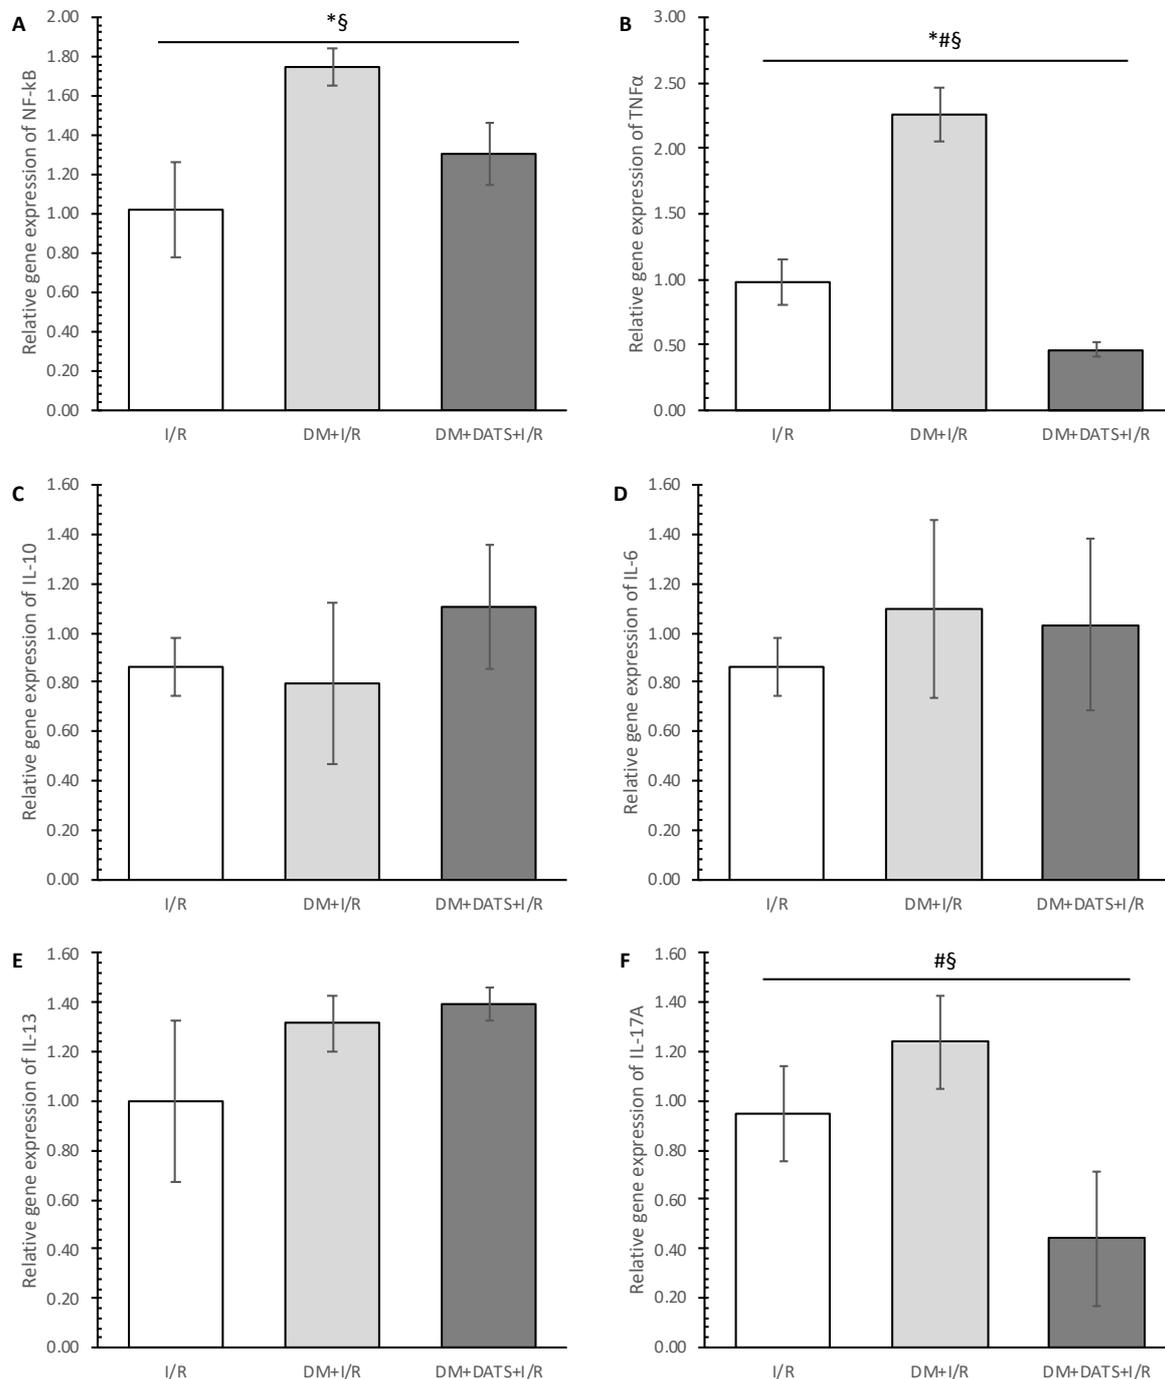 A
Relative gene expression of NF-kB
2.00
1.80
1.60
1.40
1.20
1.00
0.80
0.60
0.40
0.20
0.00
*§
I/R
DM+I/R
DM+DATS+I/R
B
Relative gene expression of TNFα
3.00
2.50
2.00
1.50
1.00
0.50
0.00
*#§
I/R
DM+I/R
DM+DATS+I/R
C
Relative gene expression of IL-10
1.60
1.40
1.20
1.00
0.80
0.60
0.40
0.20
0.00
I/R
DM+I/R
DM+DATS+I/R
D
Relative gene expression of IL-6
1.60
1.40
1.20
1.00
0.80
0.60
0.40
0.20
0.00
I/R
DM+I/R
DM+DATS+I/R
E
Relative gene expression of IL-13
1.60
1.40
1.20
1.00
0.80
0.60
0.40
0.20
0.00
I/R
DM+I/R
DM+DATS+I/R
F
Relative gene expression of IL-17A
1.60
1.40
1.20
1.00
0.80
0.60
0.40
0.20
0.00
#§
I/R
DM+I/R
DM+DATS+I/R